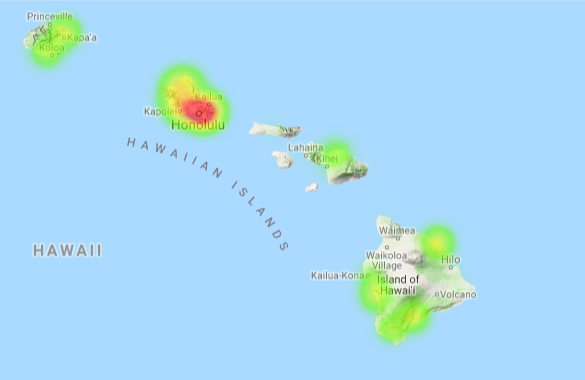 Princeville
Kapa'a
Koloa
Kailua
Kapolei
Honolulu
HAWAIIAN ISLANDS
Lahaina
Kihei
HAWAII
Waimea
Waikoloa
Village
Hilo
Kailua-Kona
Island of
Hawai'i
Volcano